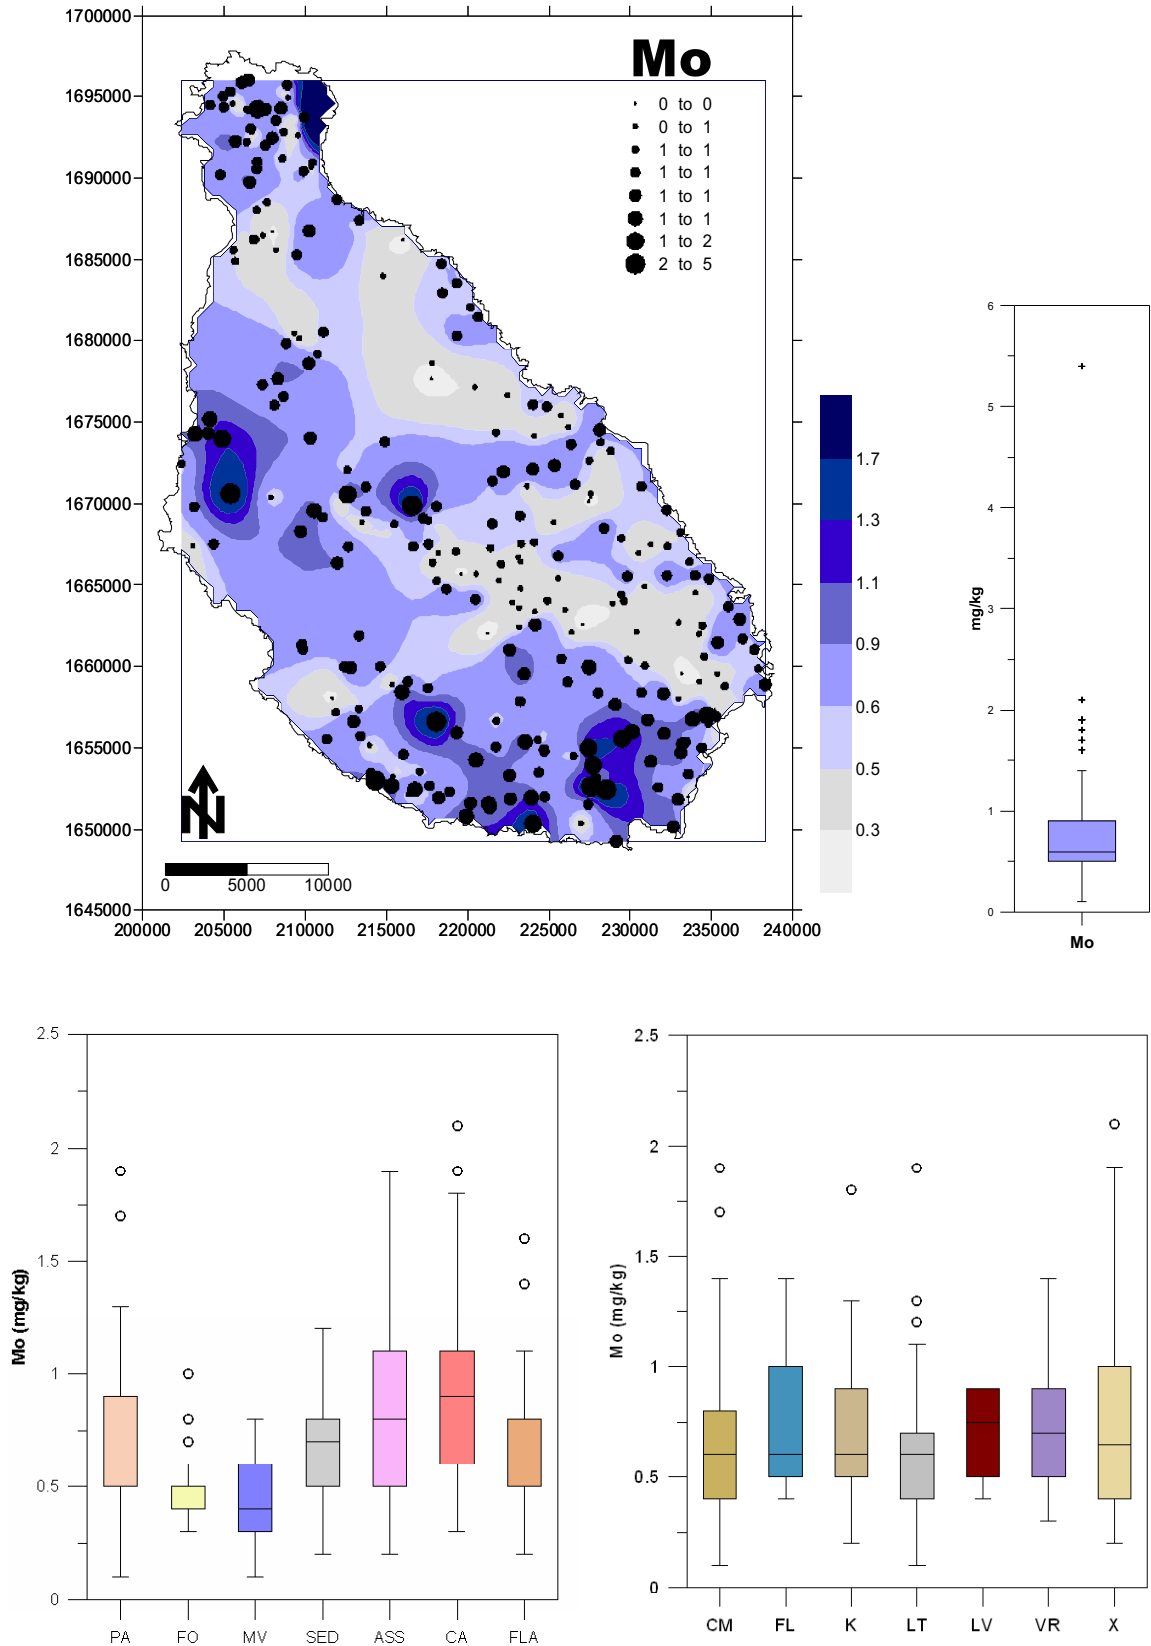 1700000
Mo
0 to 0
0 to 1
1 to 1
1 to 1
1 to 1
1 to 1
1 to 2
2 to 5
1695000
1690000
1685000
1680000
1675000
1670000
1665000
1660000
1655000
1650000
1645000
N
0 5000 10000
200000 205000 210000 215000 220000 225000 230000 235000 240000
1.7
1.3
1.1
0.9
0.6
0.5
0.3
6
5
4
3
2
1
0
mg/kg
Mo
2.5
2
1.5
1
0.5
0
Mo (mg/kg)
PA FO MV SED ASS CA FLA
2.5
2
1.5
1
0.5
0
Mo (mg/kg)
CM FL K LT LV VR X